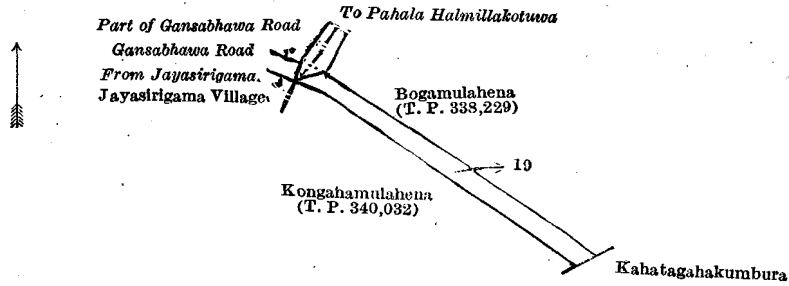 To Pahala Halmillakotuwa
Part of Gansabhawa Road
Gansabhawa Road
From Jayasirigama.
Jayasirigama Village
Bogamulahena
(T. P. 338,229)
19
Kongahamulahena
(T. P. 340,032)
Kahatagahakumbura